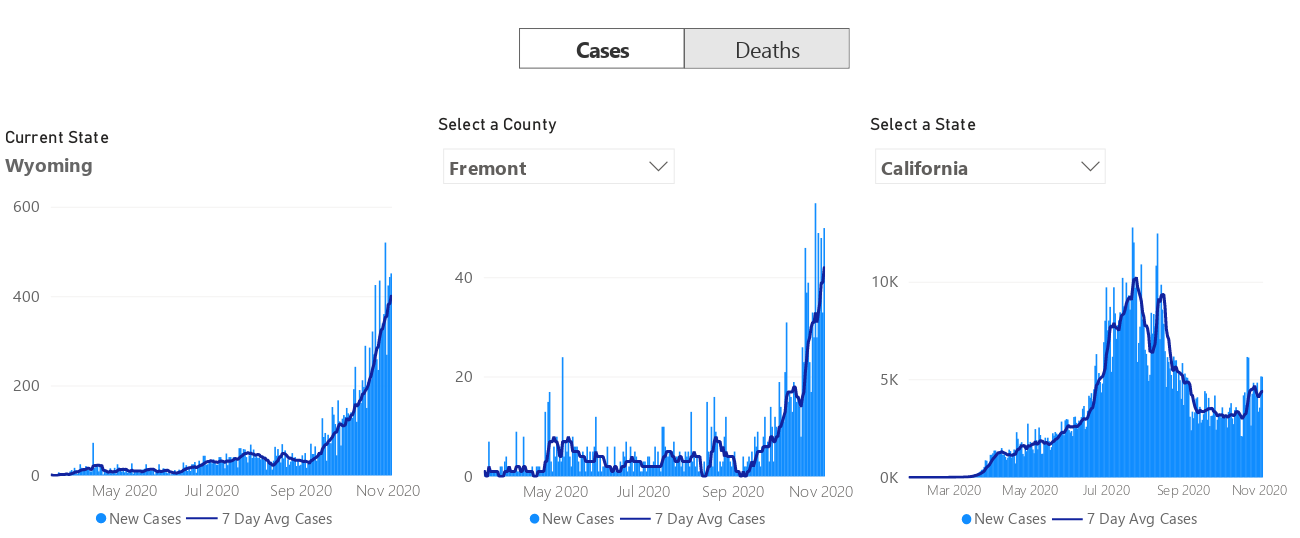 Cases Deaths
Current State
Wyoming
600
400
200
0
May 2020 Jul 2020 Sep 2020 Nov 2020
New Cases 7 Day Avg Cases
Select a County
Fremont
40
20
0
May 2020 Jul 2020 Sep 2020 Nov 2020
New Cases 7 Day Avg Cases
Select a State
California
10K
5K
0K
Mar 2020 May 2020 Jul 2020 Sep 2020 Nov 2020
New Cases 7 Day Avg Cases